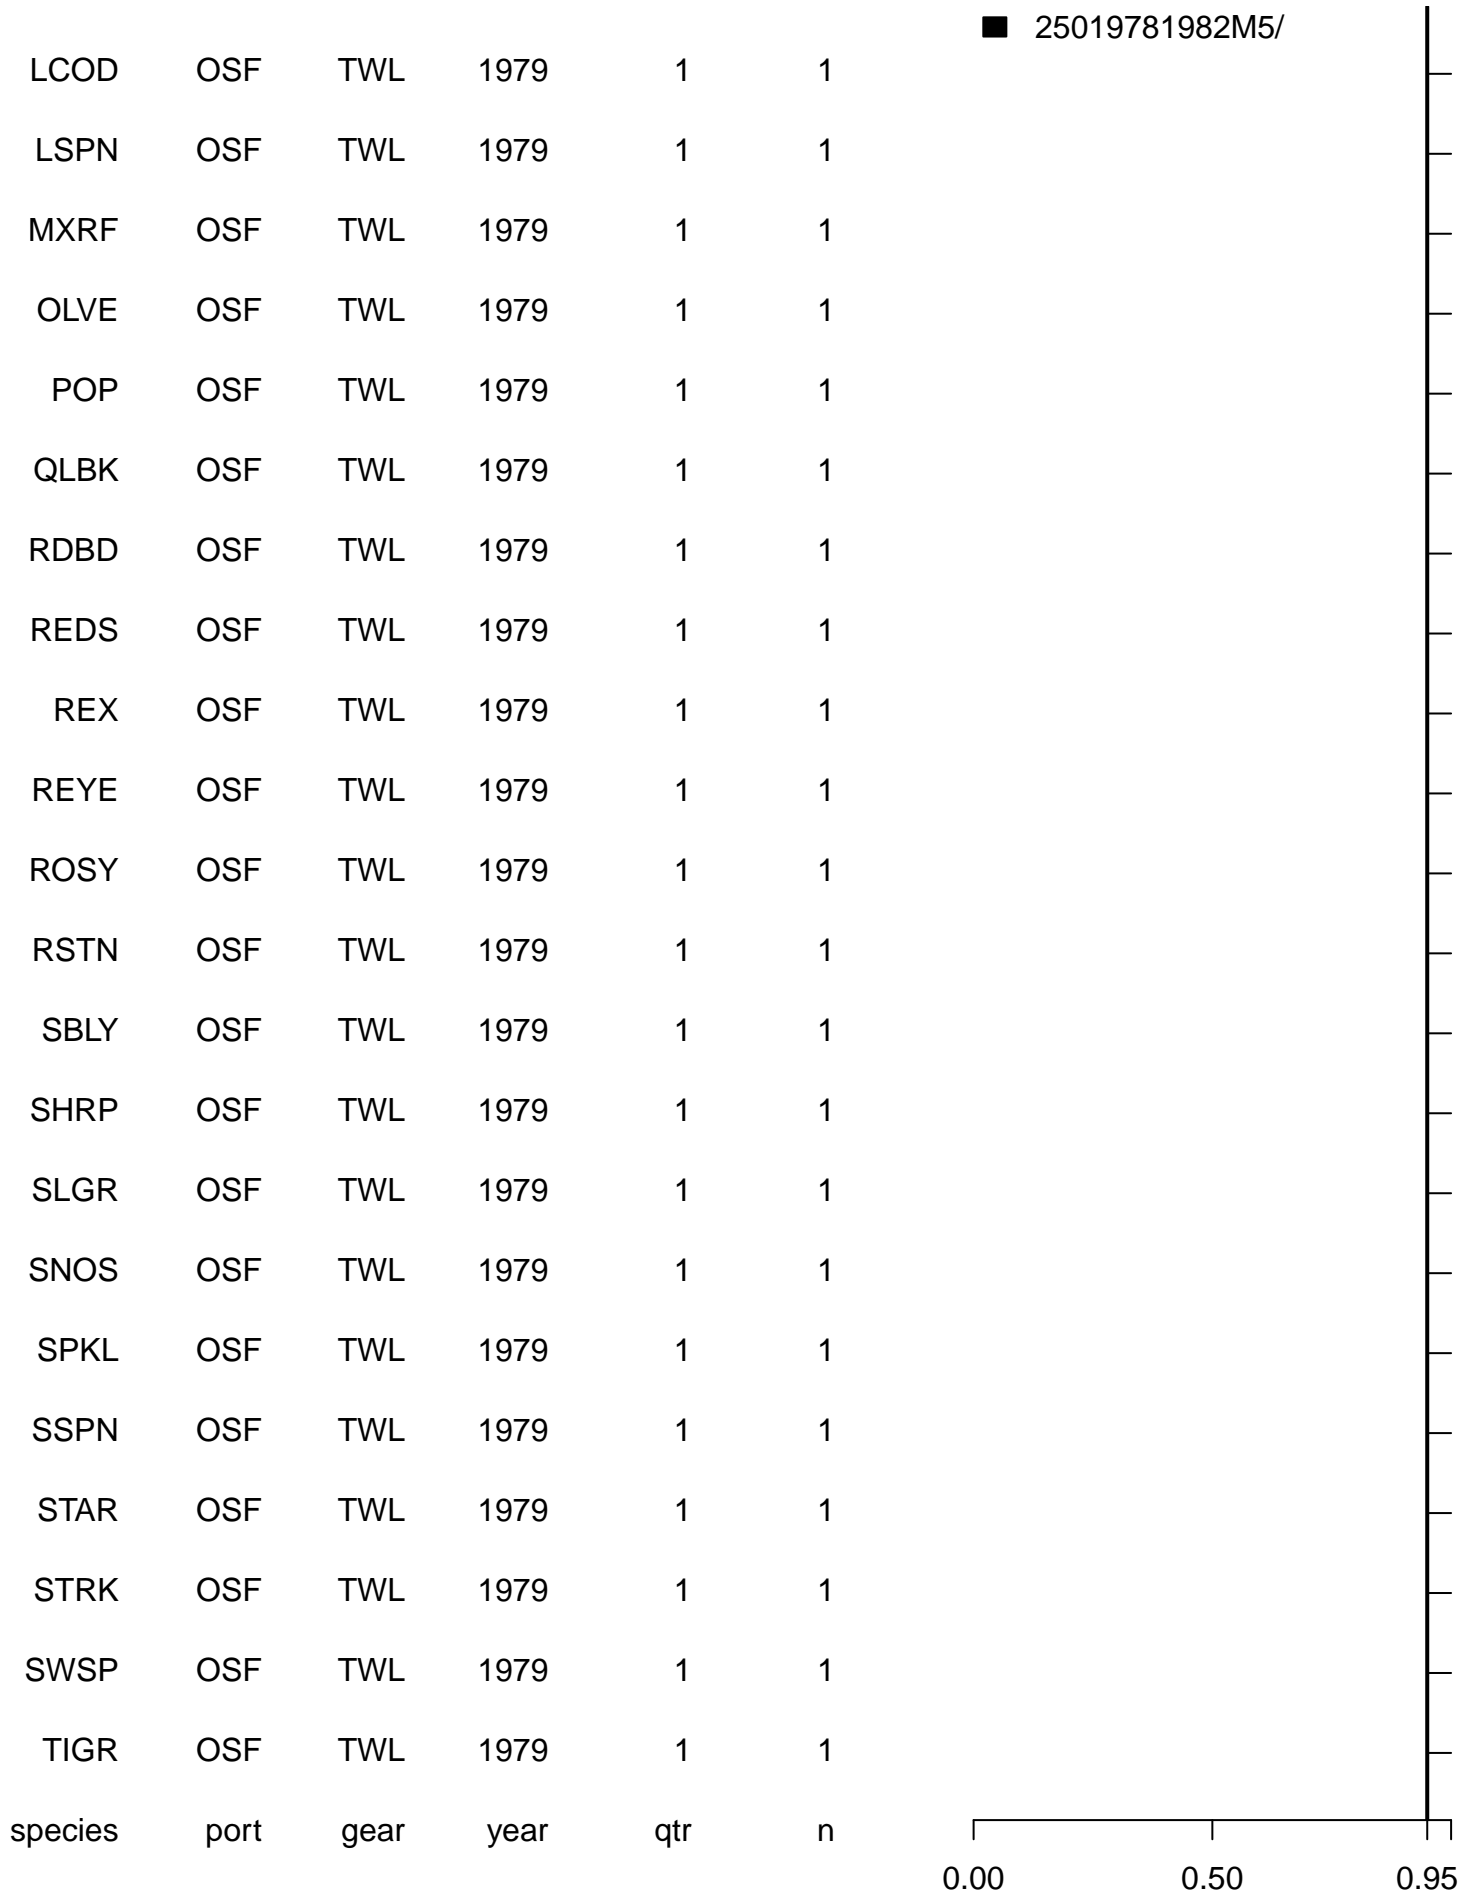 25019781982M5/
LCOD OSF TWL 1979 1 1
LSPN OSF TWL 1979 1 1
MXRF OSF TWL 1979 1 1
OLVE OSF TWL 1979 1 1
POP OSF TWL 1979 1 1
QLBK OSF TWL 1979 1 1
RDBD OSF TWL 1979 1 1
REDS OSF TWL 1979 1 1
REX OSF TWL 1979 1 1
REYE OSF TWL 1979 1 1
ROSY OSF TWL 1979 1 1
RSTN OSF TWL 1979 1 1
SBLY OSF TWL 1979 1 1
SHRP OSF TWL 1979 1 1
SLGR OSF TWL 1979 1 1
SNOS OSF TWL 1979 1 1
SPKL OSF TWL 1979 1 1
SSPN OSF TWL 1979 1 1
STAR OSF TWL 1979 1 1
STRK OSF TWL 1979 1 1
SWSP OSF TWL 1979 1 1
TIGR OSF TWL 1979 1 1
species port gear year qtr n
0.00 0.50 0.95